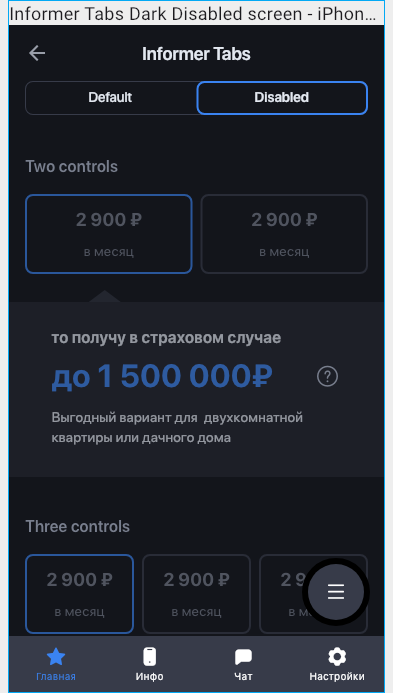 Informer Tabs Dark Disabled screen - iPhon...
Informer Tabs
Default
Disabled
Two controls
2 900 ₽
2 900 ₽
в месяц
в месяц
то получу в страховом случае
до 1 500 000₽
?
Выгодный вариант для двухкомнатной
квартиры или дачного дома
Three controls
2 900 ₽
2 900 ₽
2 9
в месяц
в месяц
в м
Главная
Инфо
Чат
Настройки